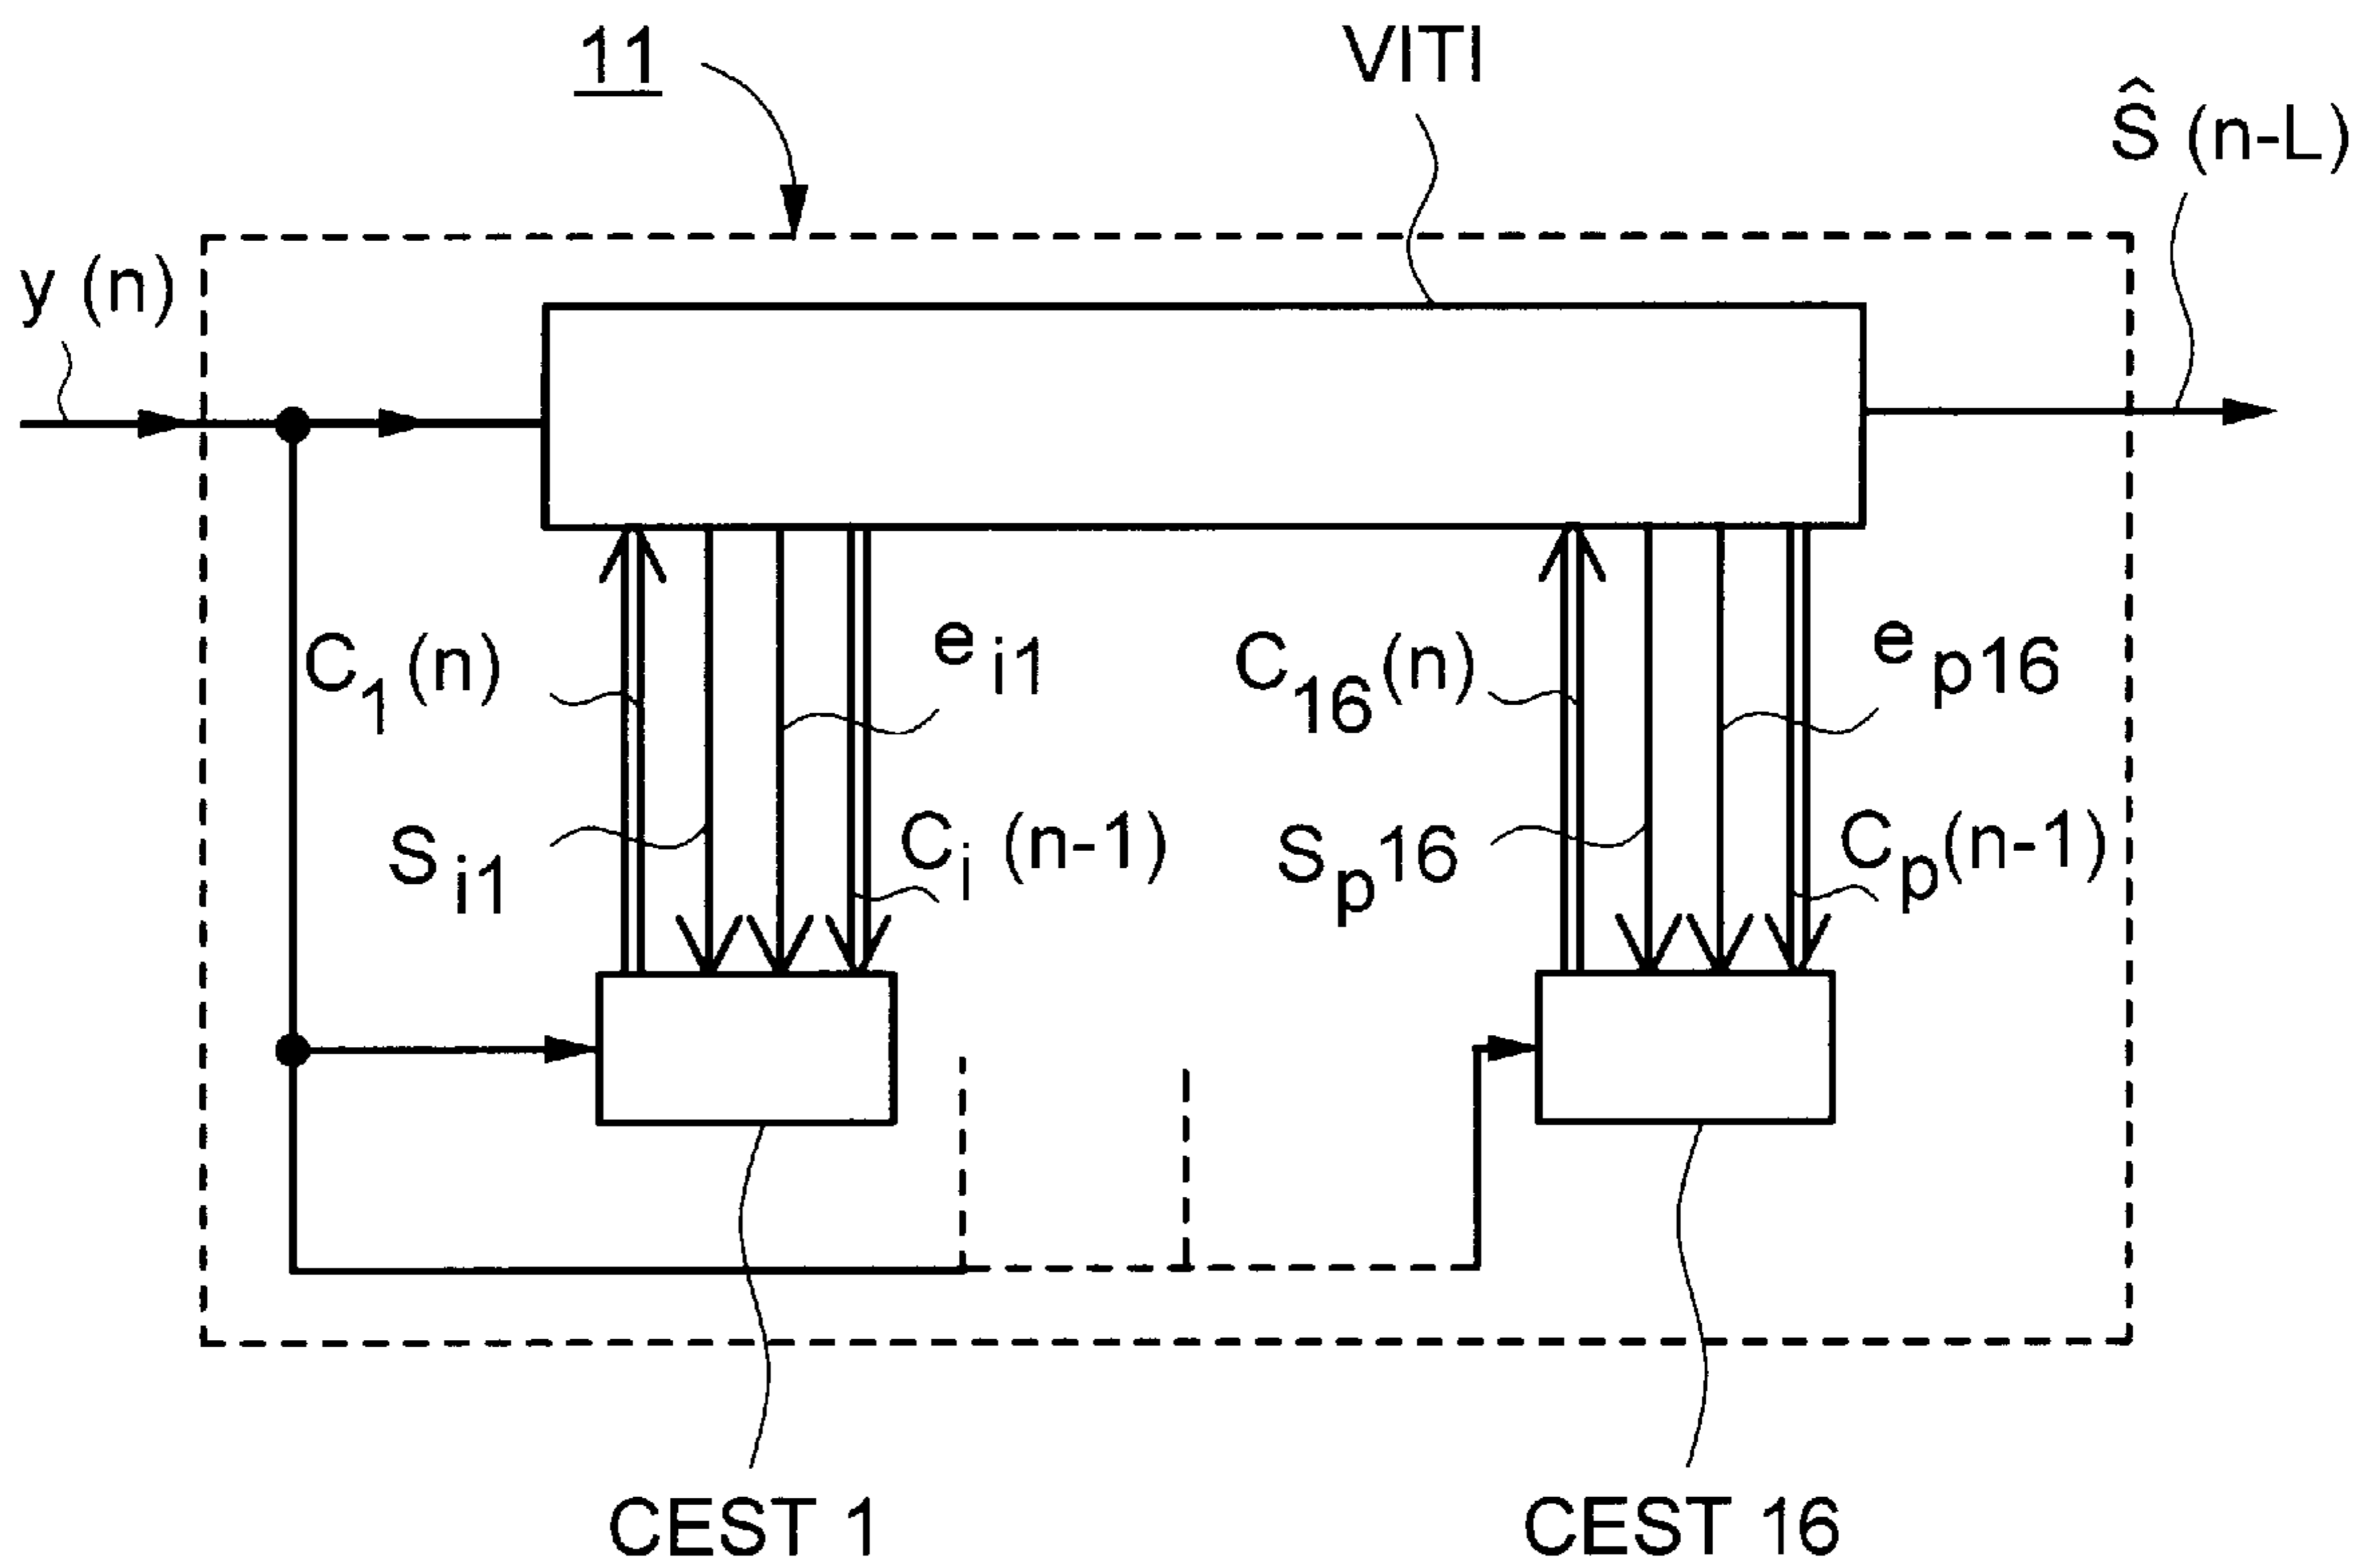 11
VITI
Ŝ (n-L)
y (n)
C1 (n)
ei1
C16 (n)
ep16
Si1
Ci (n-1)
Sp16
Cp (n-1)
CEST 1
CEST 16